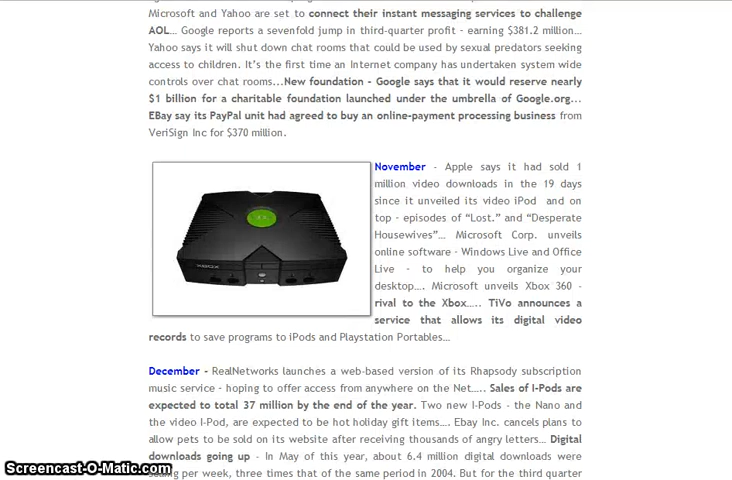 Microsoft and Yahoo are set to connect their instant messaging services to challenge
AOL… Google reports a sevenfold jump in third-quarter profit - earning $381.2 million…
Yahoo says it will shut down chat rooms that could be used by sexual predators seeking
access to children. It's the first time an Internet company has undertaken system wide
controls over chat rooms...New foundation - Google says that it would reserve nearly
$1 billion for a charitable foundation launched under the umbrella of Google.org...
EBay say its PayPal unit had agreed to buy an online-payment processing business from
VeriSign Inc for $370 million.
November - Apple says it had sold 1
million video downloads in the 19 days
since it unveiled its video iPod and on
top - episodes of “Lost.” and “Desperate
Housewives”… Microsoft Corp. unveils
online software - Windows Live and Office
Live - to help you organize your
desktop…. Microsoft unveils Xbox 360 -
rival to the Xbox….. TiVo announces a
service that allows its digital video
records to save programs to iPods and Playstation Portables…
XBOX
December - RealNetworks launches a web-based version of its Rhapsody subscription
music service - hoping to offer access from anywhere on the Net….. Sales of I-Pods are
expected to total 37 million by the end of the year. Two new I-Pods - the Nano and
the video I-Pod, are expected to be hot holiday gift items…. Ebay Inc. cancels plans to
allow pets to be sold on its website after receiving thousands of angry letters… Digital
downloads going up - In May of this year, about 6.4 million digital downloads were
per week, three times that of the same period in 2004. But for the third quarter
Screencast-O-Matic.com